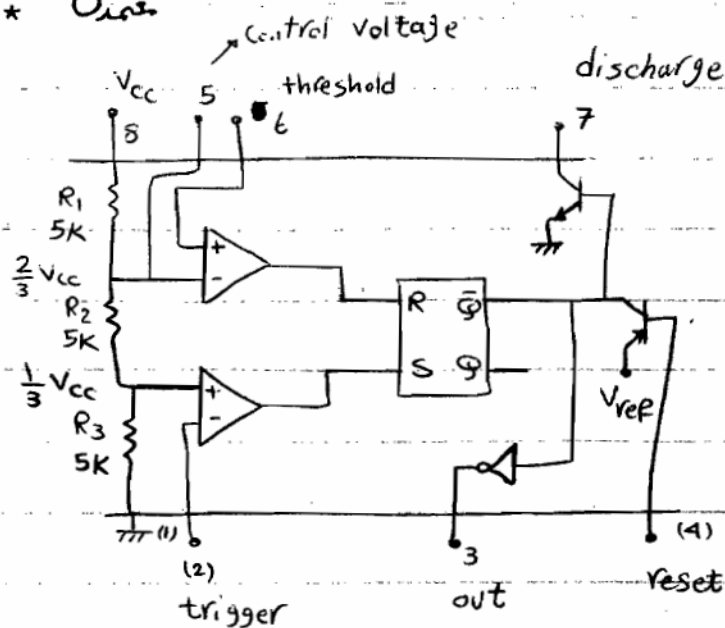 *
Control voltage
Vcc 5 threshold discharge
8 6 7
R1
5K
+
2/3 Vcc
-
R2
5K
R Q̅
S Q
1/3 Vcc
+
-
Vref
R3
5K
(1)
(2)
3
(4)
trigger
out
reset